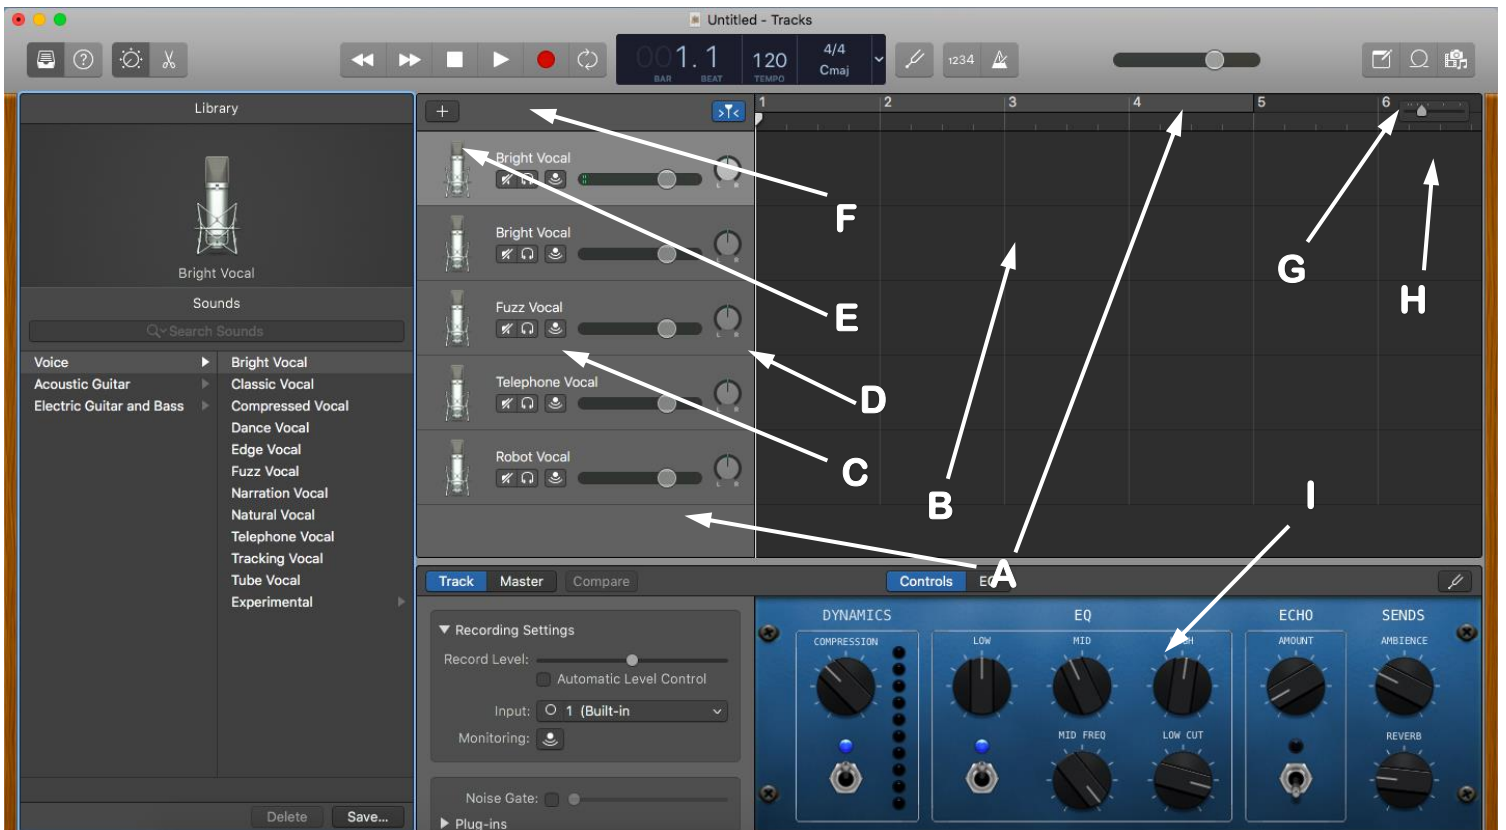 Untitled - Tracks
001. 1
BAR BEAT
120
TEMPO
4/4
Cmaj
1234
Library
Bright Vocal
Sounds
Search Sounds
Voice
Acoustic Guitar
Electric Guitar and Bass
Bright Vocal
Classic Vocal
Compressed Vocal
Dance Vocal
Edge Vocal
Fuzz Vocal
Narration Vocal
Natural Vocal
Telephone Vocal
Tracking Vocal
Tube Vocal
Experimental
Delete Save...
1 2 3 4 5 6
Bright Vocal
L R
Bright Vocal
L R
Fuzz Vocal
L R
Telephone Vocal
L R
Robot Vocal
L R
F
G
H
E
D
C
B
I
A
Track Master Compare
Controls
Recording Settings
Record Level:
Automatic Level Control
Input: 1 (Built-in
Monitoring:
Noise Gate:
Plug-ins
DYNAMICS EQ ECHO SENDS
COMPRESSION LOW MID AMOUNT AMBIENCE
MID FREQ LOW CUT REVERB